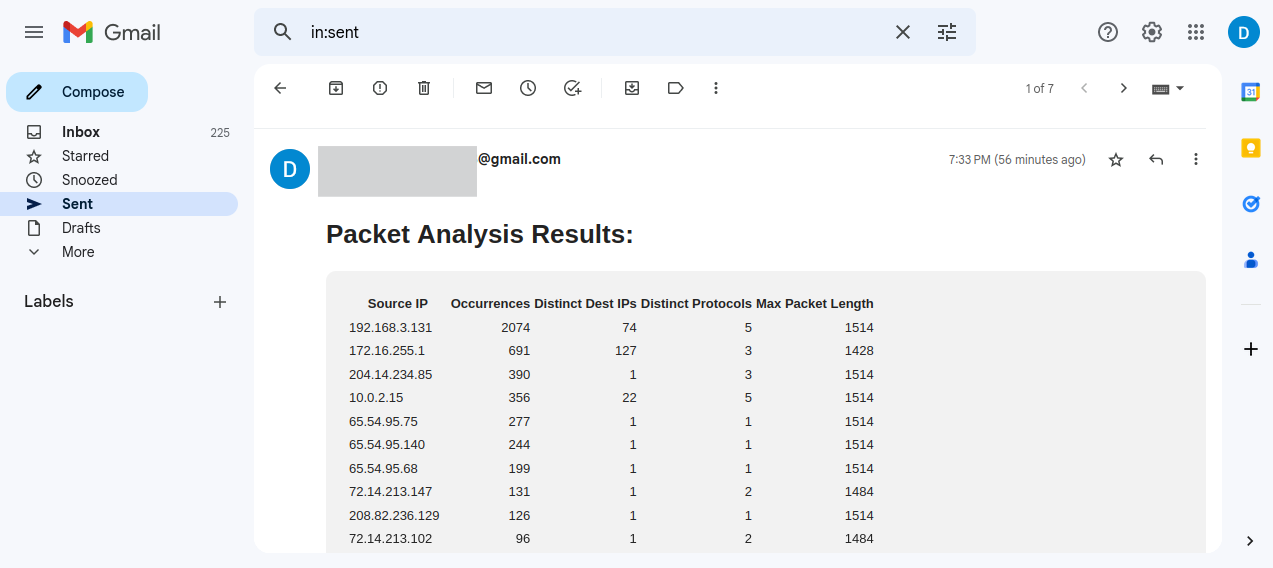 Gmail
in:sent
D
Compose
1 of 7
31
Inbox 225
Starred
Snoozed
Sent
Drafts
More
Labels
D
@gmail.com
7:33 PM (56 minutes ago)
Packet Analysis Results:
Source IP Occurrences Distinct Dest IPs Distinct Protocols Max Packet Length
192.168.3.131 2074 74 5 1514
172.16.255.1 691 127 3 1428
204.14.234.85 390 1 3 1514
10.0.2.15 356 22 5 1514
65.54.95.75 277 1 1 1514
65.54.95.140 244 1 1 1514
65.54.95.68 199 1 1 1514
72.14.213.147 131 1 2 1484
208.82.236.129 126 1 1 1514
72.14.213.102 96 1 2 1484